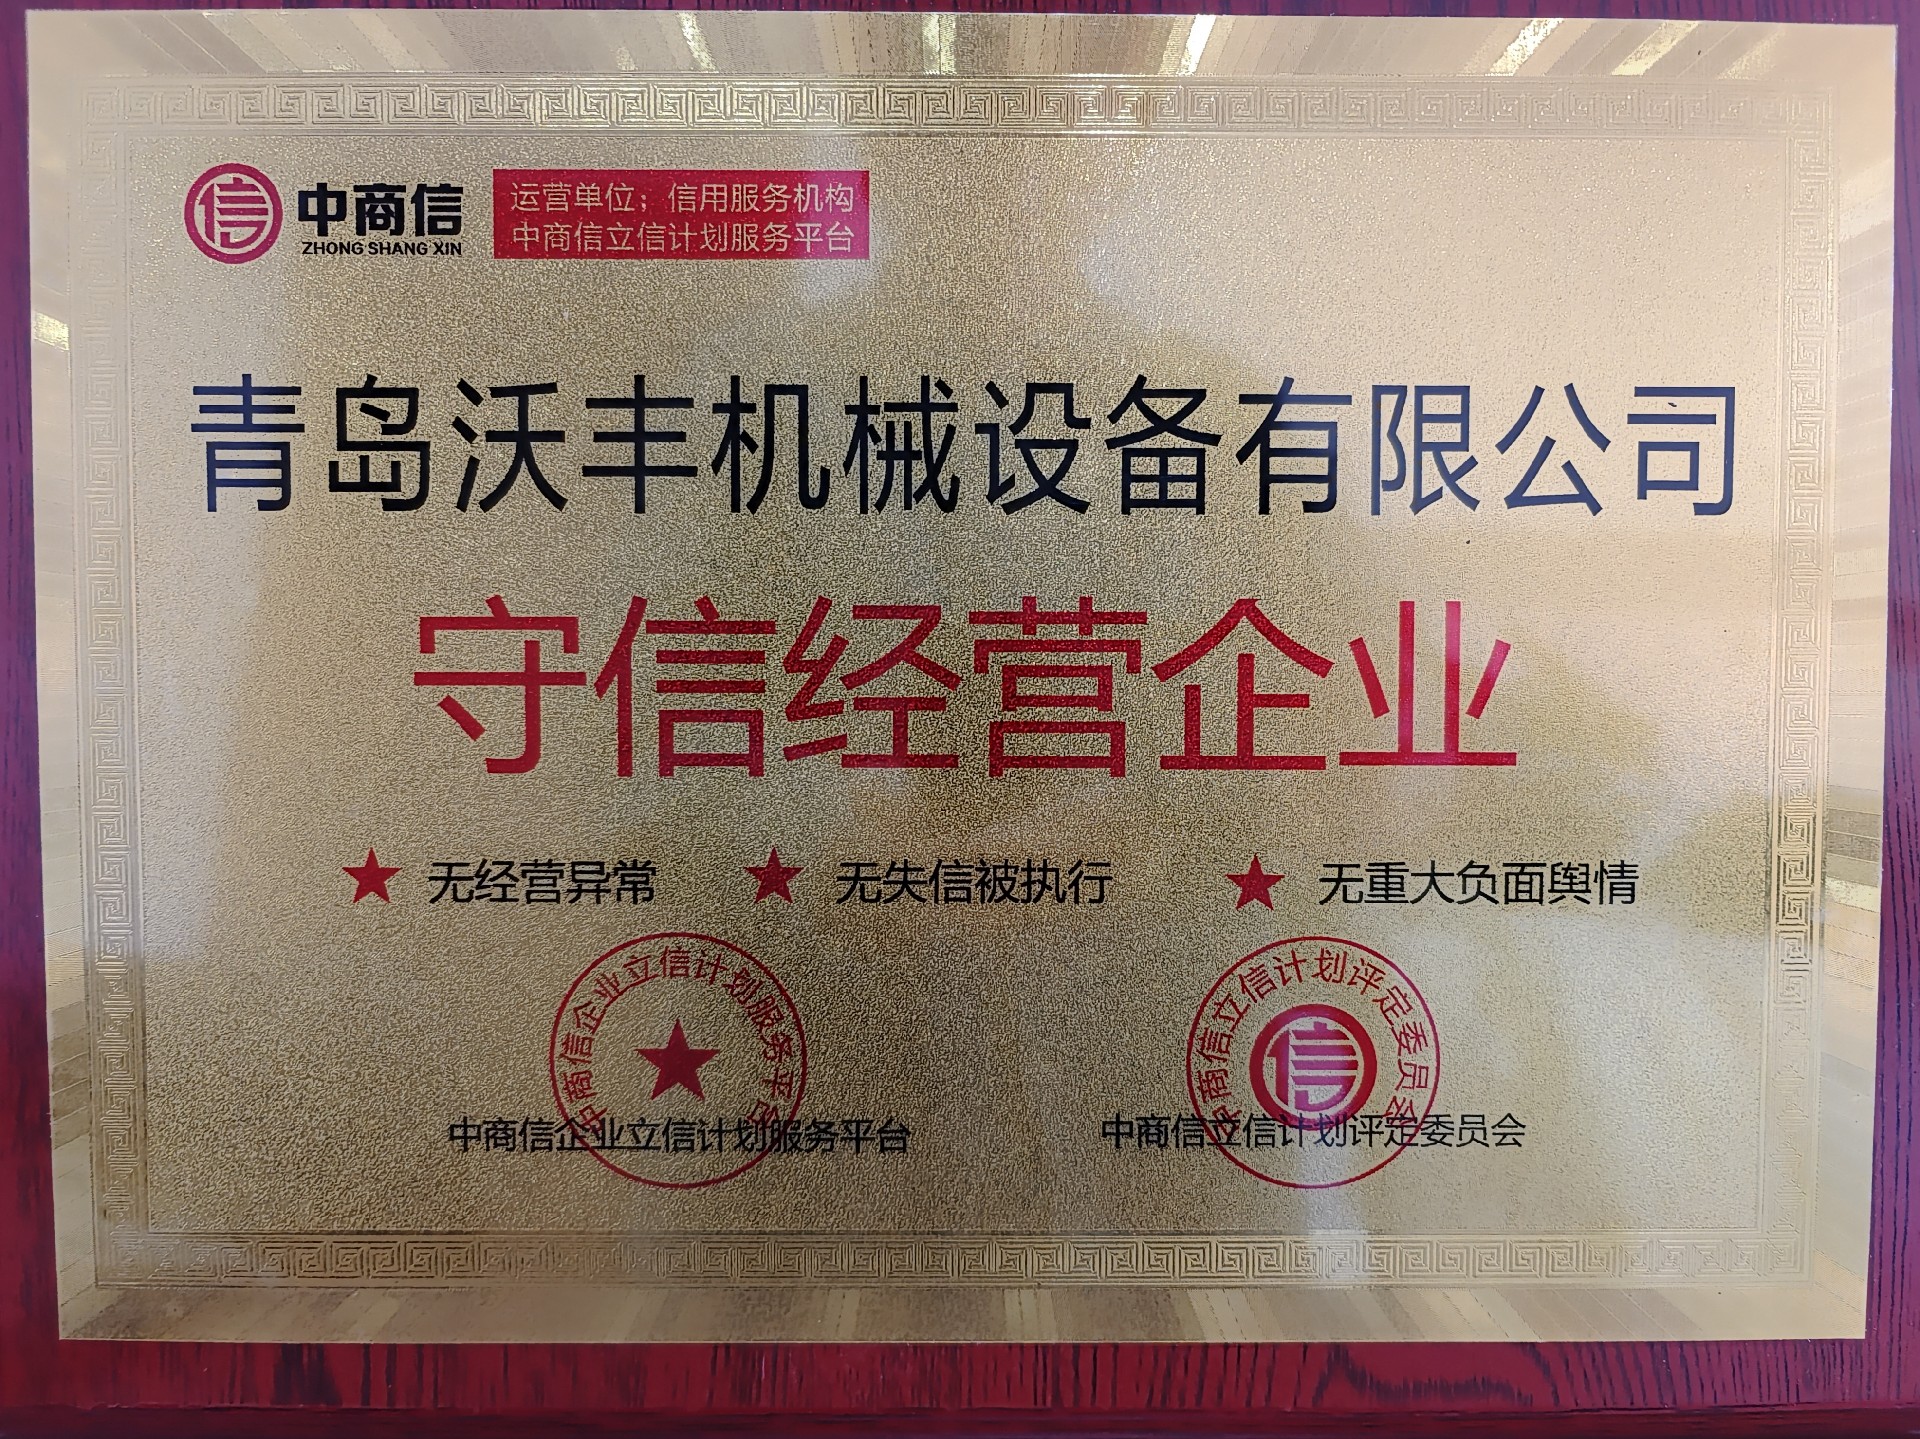 信
中商信
ZHONG SHANG XIN
运营单位；信用服务机构
中商信立信计划服务平台
青岛沃丰机械设备有限公司
守信经营企业
无经营异常 无失信被执行 无重大负面舆情
中商信企业立信计划服务平台
中商信立信计划评定委员会
信
中商信企业立信计划服务平台 中商信立信计划评定委员会